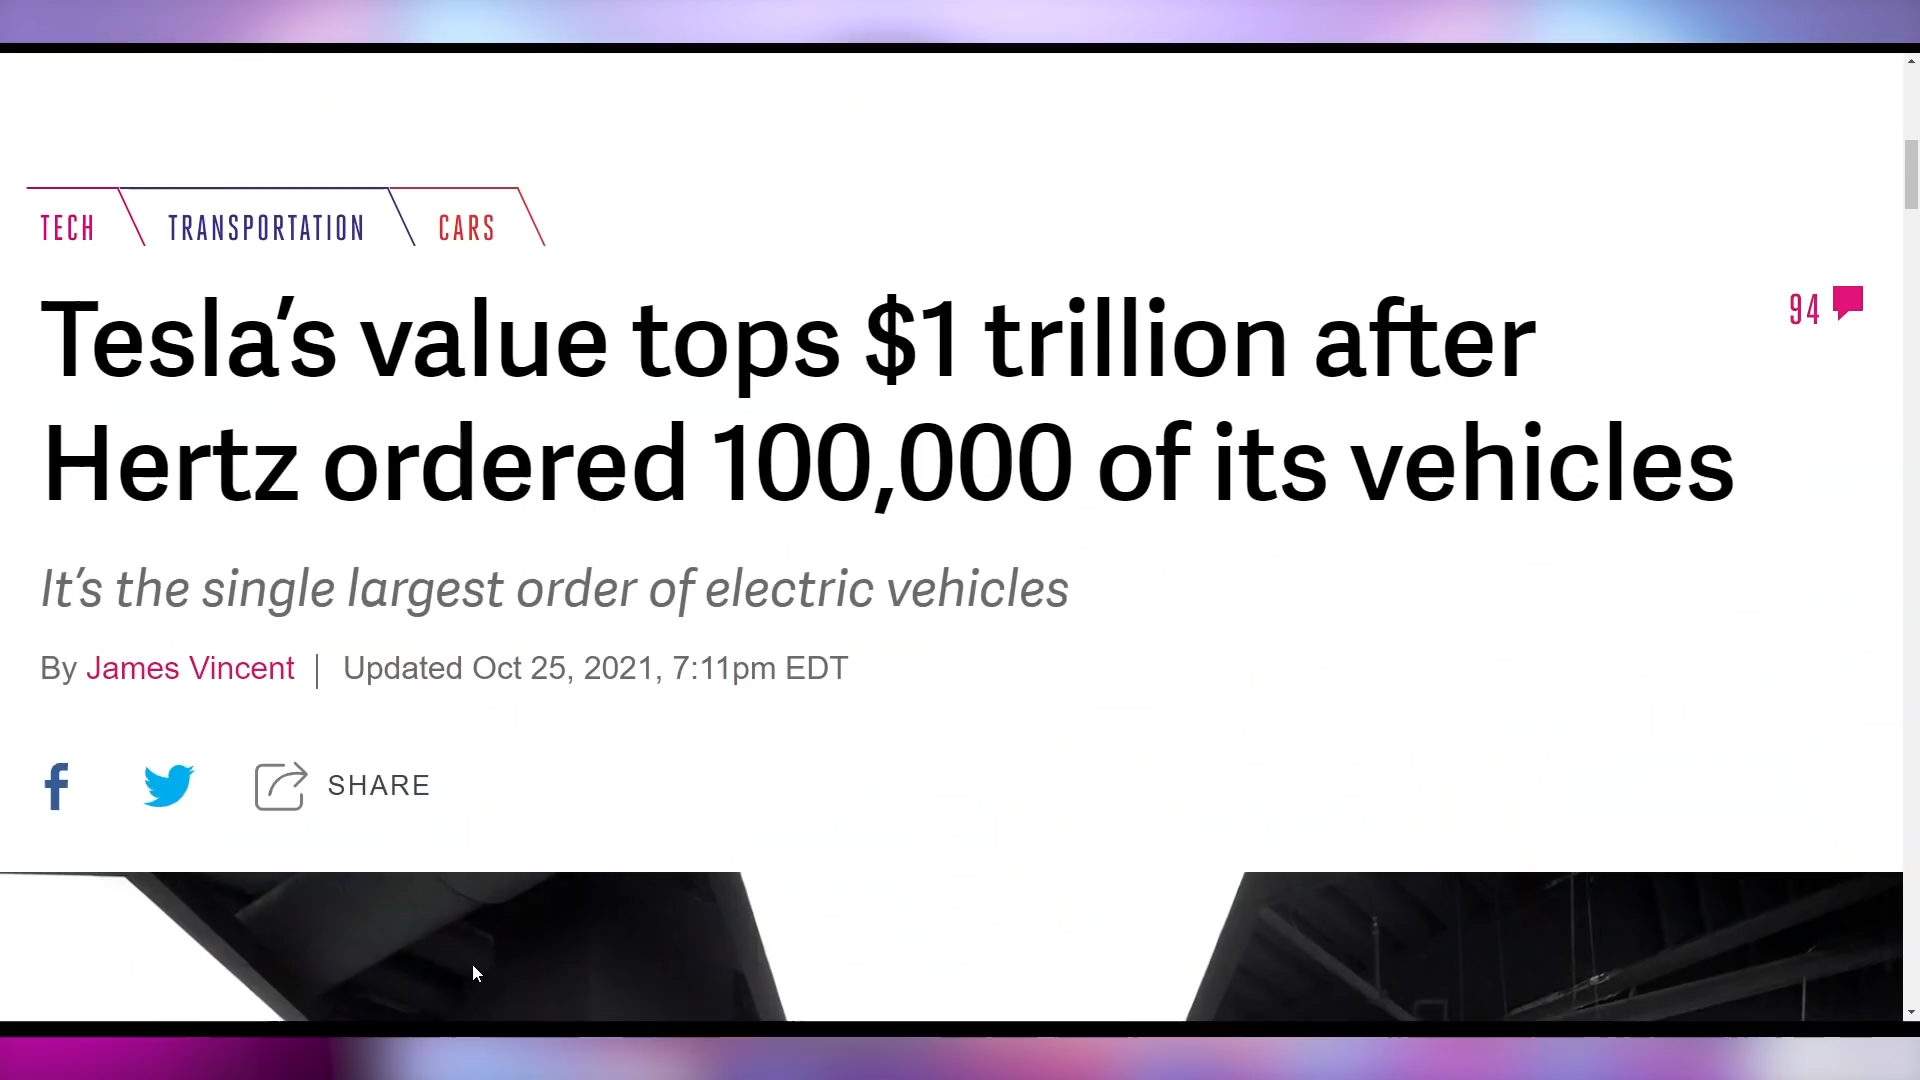 TECH TRANSPORTATION CARS
Tesla’s value tops $1 trillion after
94
Hertz ordered 100,000 of its vehicles
It’s the single largest order of electric vehicles
By James Vincent | Updated Oct 25, 2021, 7:11pm EDT
SHARE